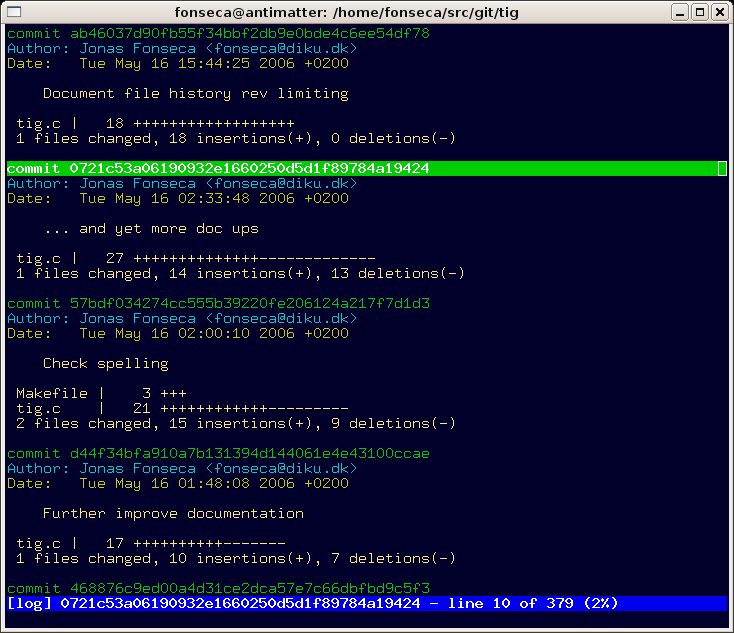 fonseca@antimatter: /home/fonseca/src/git/tig
commit ab46037d90fb55f34bbf2db9e0bde4c6ee54df78
Author: Jonas Fonseca <fonseca@diku.dk>
Date:   Tue May 16 15:44:25 2006 +0200
Document file history rev limiting
tig.c |   18 ++++++++++++++++++
1 files changed, 18 insertions(+), 0 deletions(-)
commit 0721c53a06190932e1660250d5d1f89784a19424
Author: Jonas Fonseca <fonseca@diku.dk>
Date:   Tue May 16 02:33:48 2006 +0200
... and yet more doc ups
tig.c |   27 ++++++++++++++-------------
1 files changed, 14 insertions(+), 13 deletions(-)
commit 57bdf034274cc555b39220fe206124a217f7d1d3
Author: Jonas Fonseca <fonseca@diku.dk>
Date:   Tue May 16 02:00:10 2006 +0200
Check spelling
Makefile |    3 +++
tig.c    |   21 ++++++++++++---------
2 files changed, 15 insertions(+), 9 deletions(-)
commit d44f34bfa910a7b131394d144061e4e43100ccae
Author: Jonas Fonseca <fonseca@diku.dk>
Date:   Tue May 16 01:48:08 2006 +0200
Further improve documentation
tig.c |   17 ++++++++++-------
1 files changed, 10 insertions(+), 7 deletions(-)
commit 468876c9ed00a4d31ce2dca57e7c66dbfbd9c5f3
[log] 0721c53a06190932e1660250d5d1f89784a19424 - line 10 of 379 (2%)